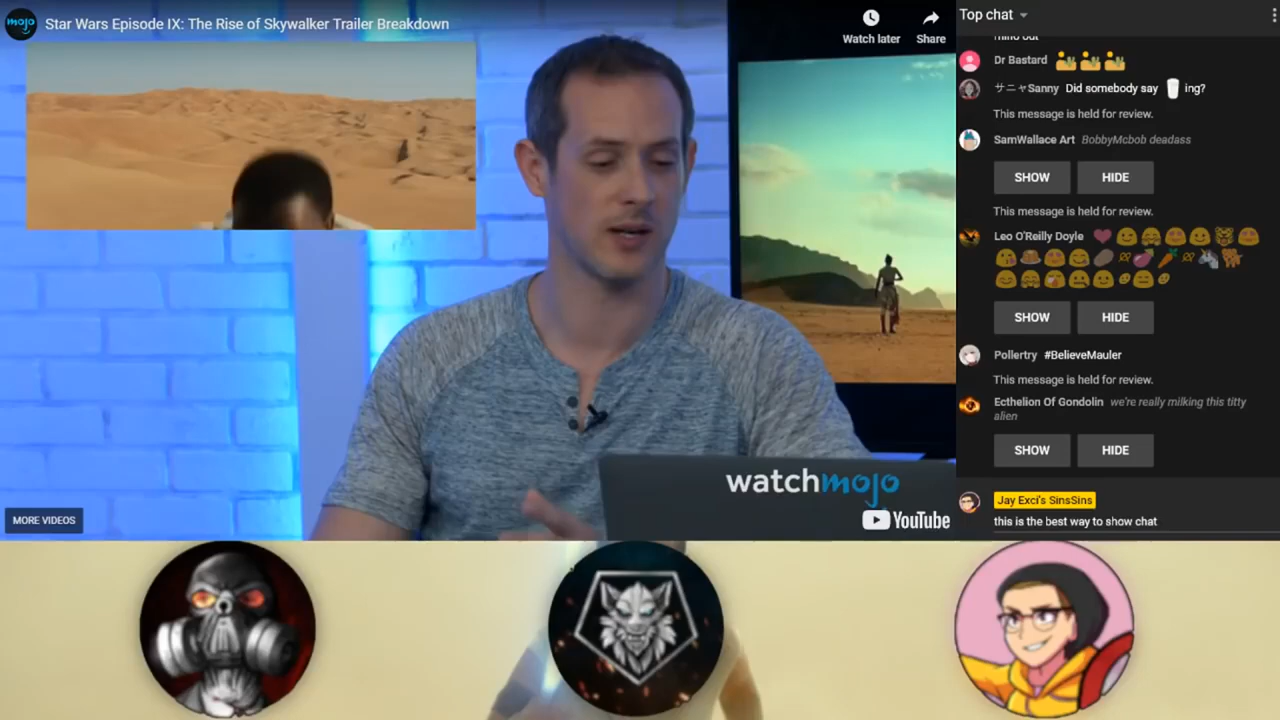 mojo
Star Wars Episode IX: The Rise of Skywalker Trailer Breakdown
Watch later
Share
MORE VIDEOS
watchmojo
YouTube
Top chat
mind out
Dr Bastard
サニャSanny Did somebody say ing?
This message is held for review.
SamWallace Art BobbyMcbob deadass
SHOW HIDE
This message is held for review.
Leo O'Reilly Doyle
SHOW HIDE
Pollertry #BelieveMauler
This message is held for review.
Ecthelion Of Gondolin we're really milking this titty
alien
SHOW HIDE
Jay Exci's SinsSins
this is the best way to show chat